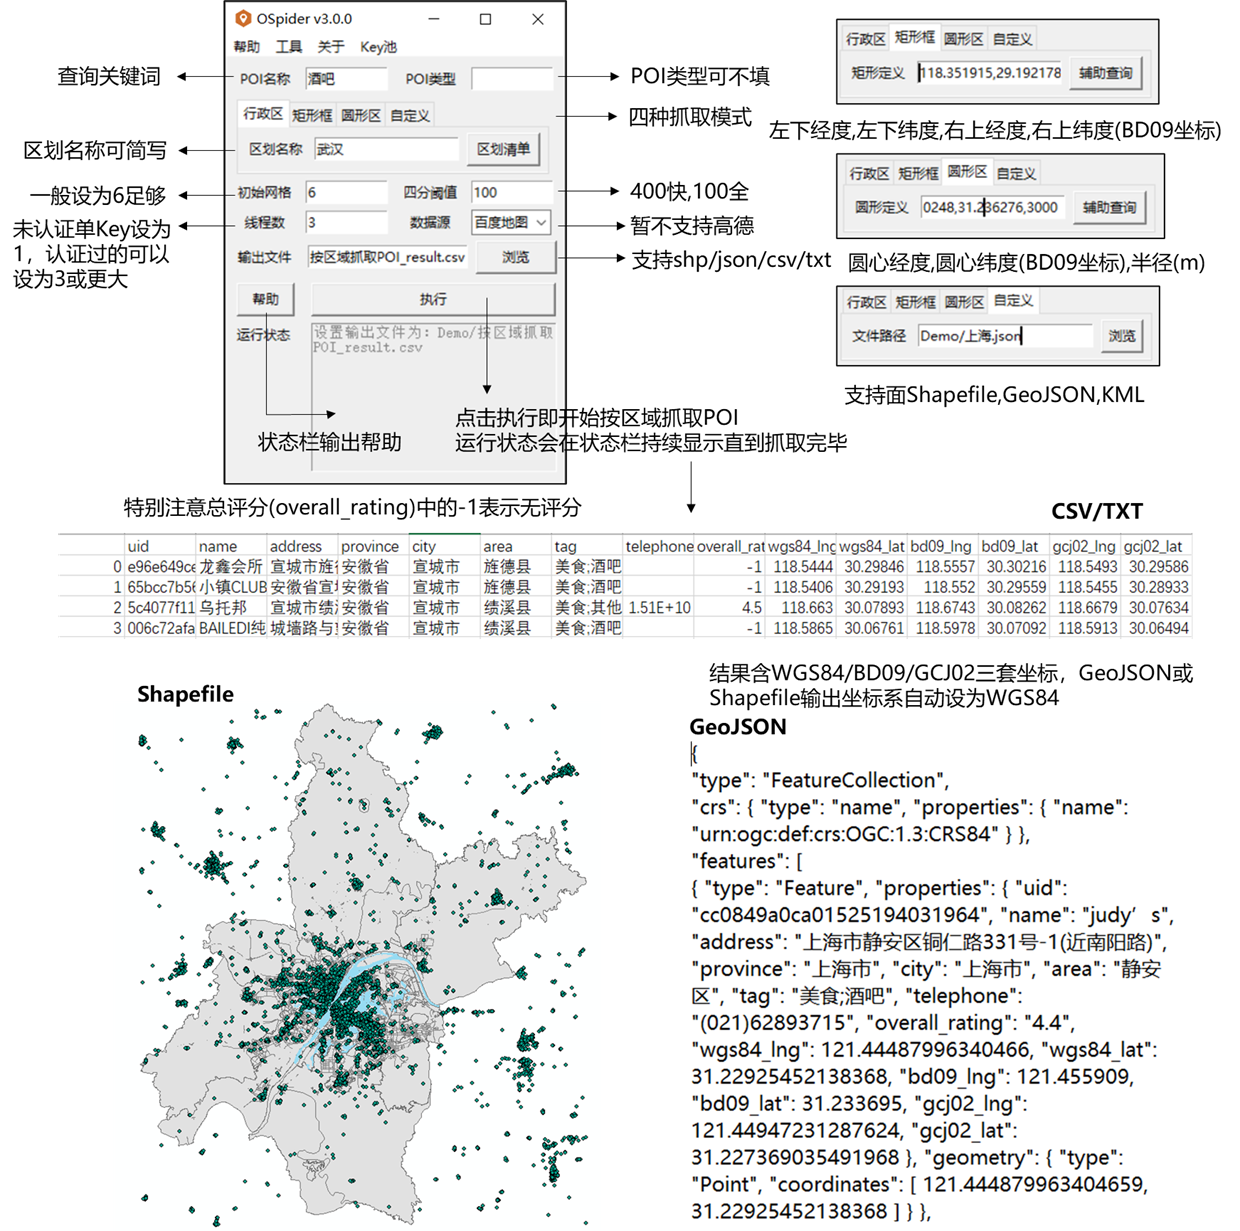 OSpider v3.0.0
帮助 工具 关于 Key池
查询关键词
POI名称 酒吧 POI类型
POI类型可不填
行政区 矩形框 圆形区 自定义
四种抓取模式
区划名称可简写
区划名称 武汉 区划清单
一般设为6足够
初始网格 6 四分阈值 100
400快,100全
未认证单Key设为
1，认证过的可以
设为3或更大
线程数 3 数据源 百度地图
暂不支持高德
输出文件 按区域抓取POI_result.csv 浏览
支持shp/json/csv/txt
帮助 执行
运行状态
设置输出文件为：Demo/按区域抓取
POI_result.csv
状态栏输出帮助
点击执行即开始按区域抓取POI
运行状态会在状态栏持续显示直到抓取完毕
行政区 矩形框 圆形区 自定义
矩形定义 118.351915,29.192178 辅助查询
左下经度,左下纬度,右上经度,右上纬度(BD09坐标)
行政区 矩形框 圆形区 自定义
圆形定义 0248,31.236276,3000 辅助查询
圆心经度,圆心纬度(BD09坐标),半径(m)
行政区 矩形框 圆形区 自定义
文件路径 Demo/上海.json 浏览
支持面Shapefile,GeoJSON,KML
特别注意总评分(overall_rating)中的-1表示无评分
CSV/TXT
uid name address province city area tag telephone overall_rat wgs84_lng wgs84_lat bd09_lng bd09_lat gcj02_lng gcj02_lat
0 e96e649ce 龙鑫会所 宣城市旌德 安徽省 宣城市 旌德县 美食;酒吧 -1 118.5444 30.29846 118.5557 30.30216 118.5493 30.29586
1 65bcc7b56 小镇CLUB 安徽省宣 安徽省 宣城市 旌德县 美食;酒吧 -1 118.5406 30.29193 118.552 30.29559 118.5455 30.28933
2 5c4077f11 乌托邦 宣城市绩 安徽省 宣城市 绩溪县 美食;其他 1.51E+10 4.5 118.663 30.07893 118.6743 30.08262 118.6679 30.07634
3 006c72afa BAILEDI纯 城墙路与 安徽省 宣城市 绩溪县 美食;酒吧 -1 118.5865 30.06761 118.5978 30.07092 118.5913 30.06494
结果含WGS84/BD09/GCJ02三套坐标，GeoJSON或
Shapefile输出坐标系自动设为WGS84
Shapefile
GeoJSON
{
"type": "FeatureCollection",
"crs": { "type": "name", "properties": { "name":
"urn:ogc:def:crs:OGC:1.3:CRS84" } },
"features": [
{ "type": "Feature", "properties": { "uid":
"cc0849a0ca01525194031964", "name": "judy’s",
"address": "上海市静安区铜仁路331号-1(近南阳路)",
"province": "上海市", "city": "上海市", "area": "静安
区", "tag": "美食;酒吧", "telephone":
"(021)62893715", "overall_rating": "4.4",
"wgs84_lng": 121.44487996340466, "wgs84_lat":
31.22925452138368, "bd09_lng": 121.455909,
"bd09_lat": 31.233695, "gcj02_lng":
121.44947231287624, "gcj02_lat":
31.227369035491968 }, "geometry": { "type":
"Point", "coordinates": [ 121.444879963404659,
31.22925452138368 ] } },